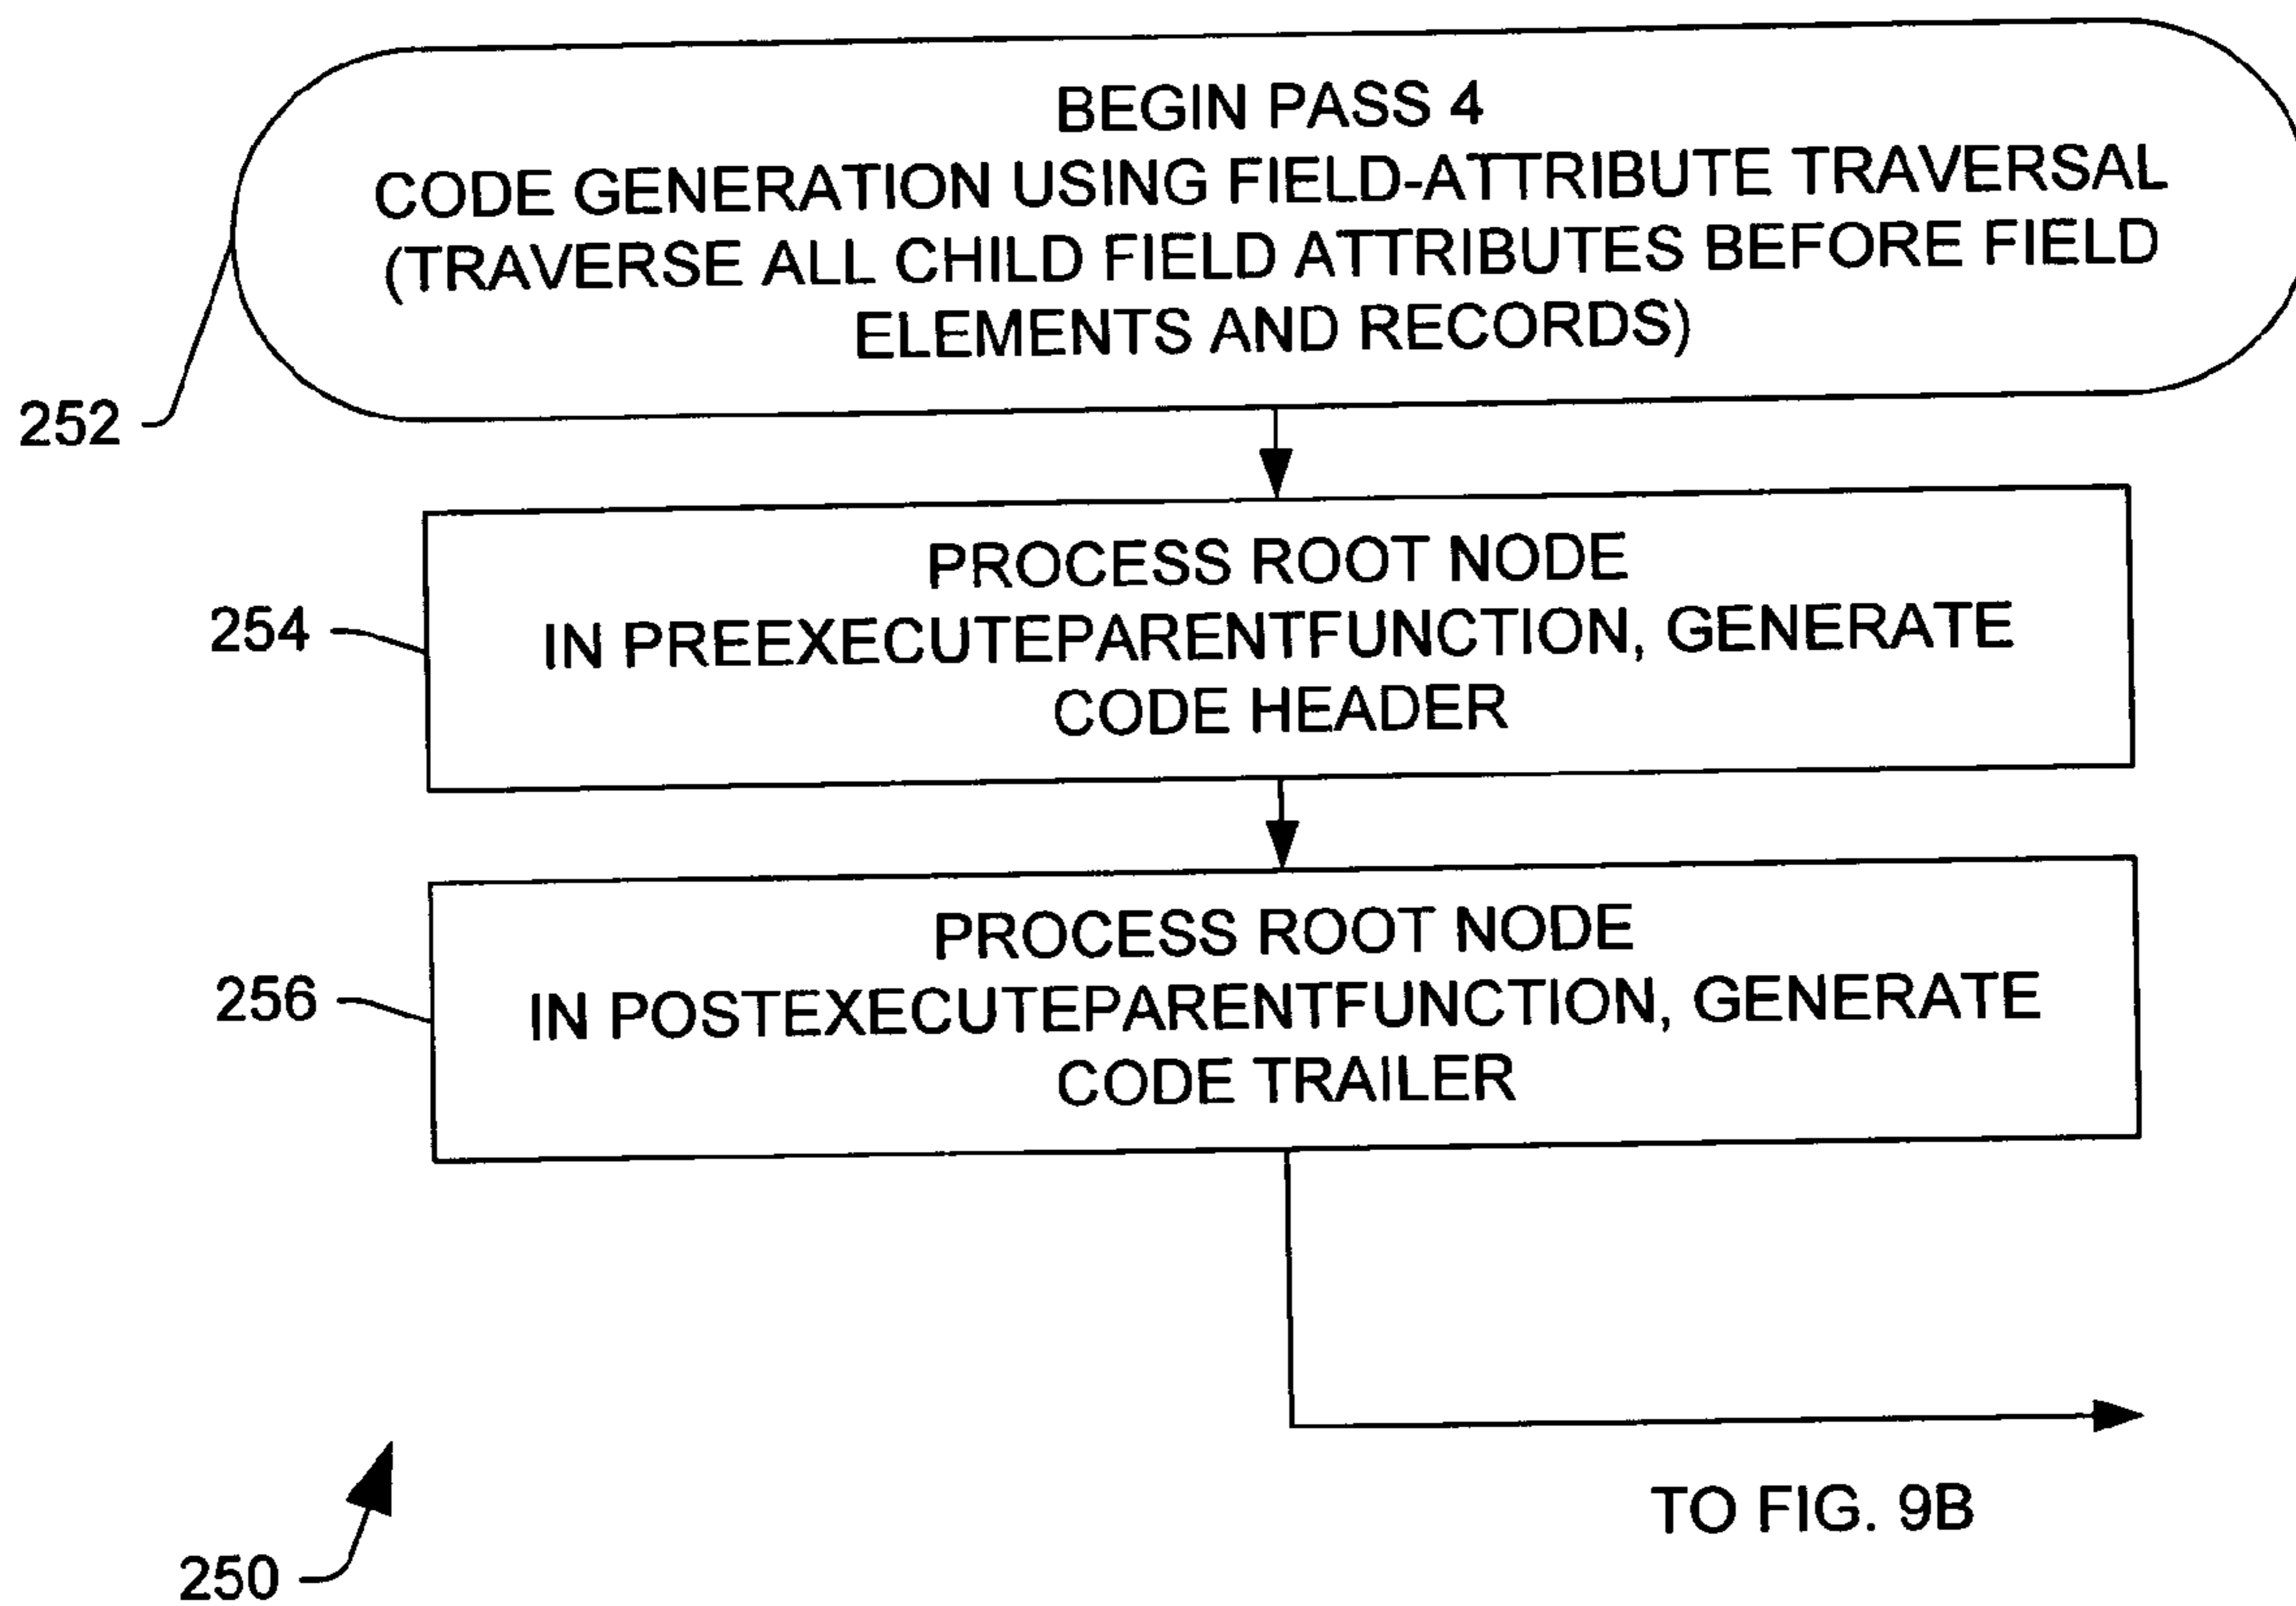 BEGIN PASS 4
CODE GENERATION USING FIELD-ATTRIBUTE TRAVERSAL
(TRAVERSE ALL CHILD FIELD ATTRIBUTES BEFORE FIELD
ELEMENTS AND RECORDS)
252
PROCESS ROOT NODE
IN PREEXECUTEPARENTFUNCTION, GENERATE
CODE HEADER
254
PROCESS ROOT NODE
IN POSTEXECUTEPARENTFUNCTION, GENERATE
CODE TRAILER
256
TO FIG. 9B
250